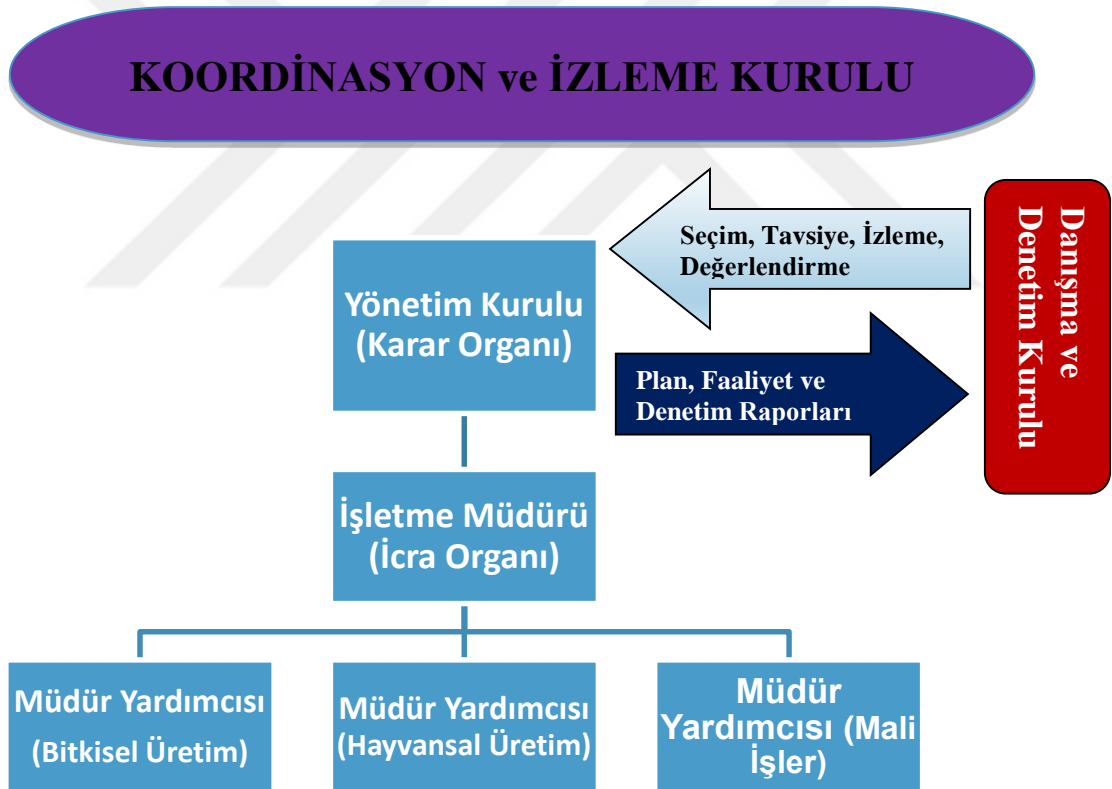 KOORDİNASYON ve İZLEME KURULU
Seçim, Tavsiye, İzleme,
Değerlendirme
Danışma ve
Denetim Kurulu
Yönetim Kurulu
(Karar Organı)
Plan, Faaliyet ve
Denetim Raporları
İşletme Müdürü
(İcra Organı)
Müdür Yardımcısı
(Bitkisel Üretim)
Müdür Yardımcısı
(Hayvansal Üretim)
Müdür
Yardımcısı (Mali
İşler)